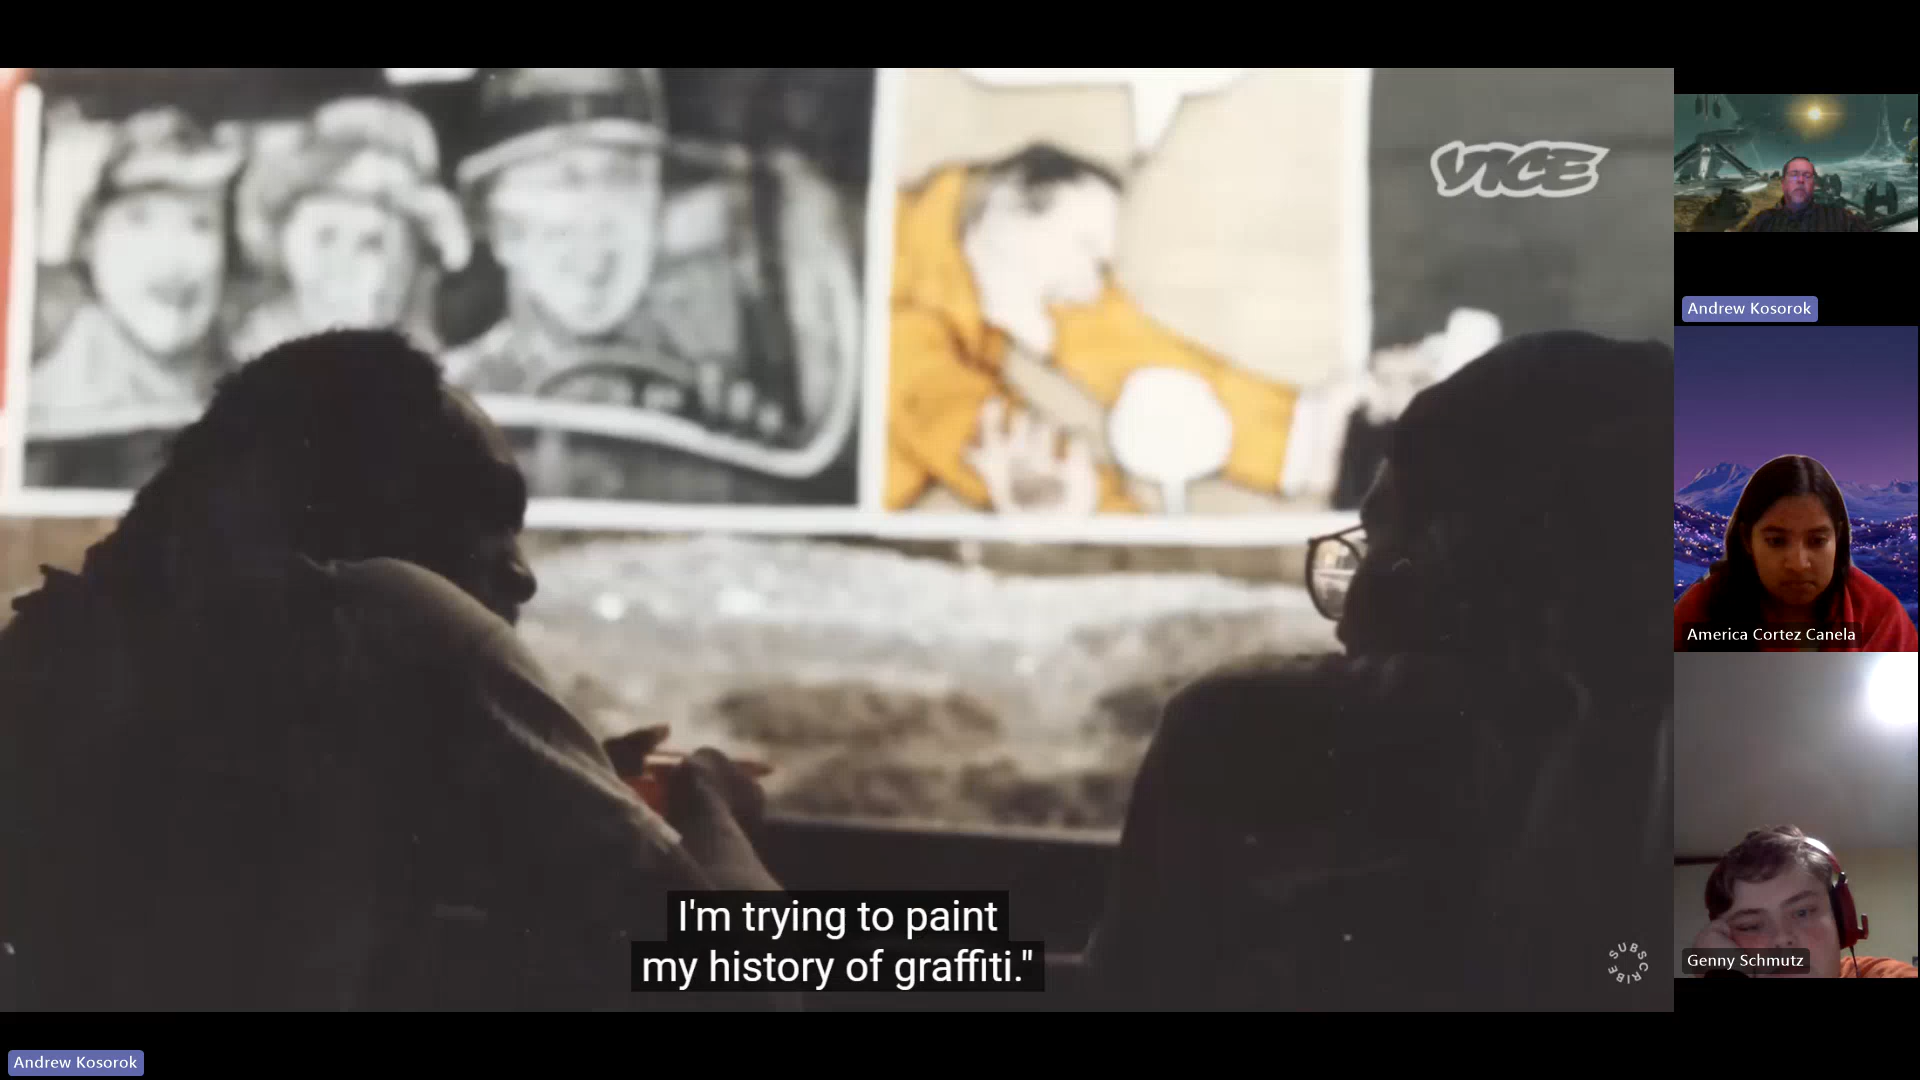 VICE
Andrew Kosorok
America Cortez Canela
Genny Schmutz
I'm trying to paint
my history of graffiti."
SUBSCRIBE
Andrew Kosorok